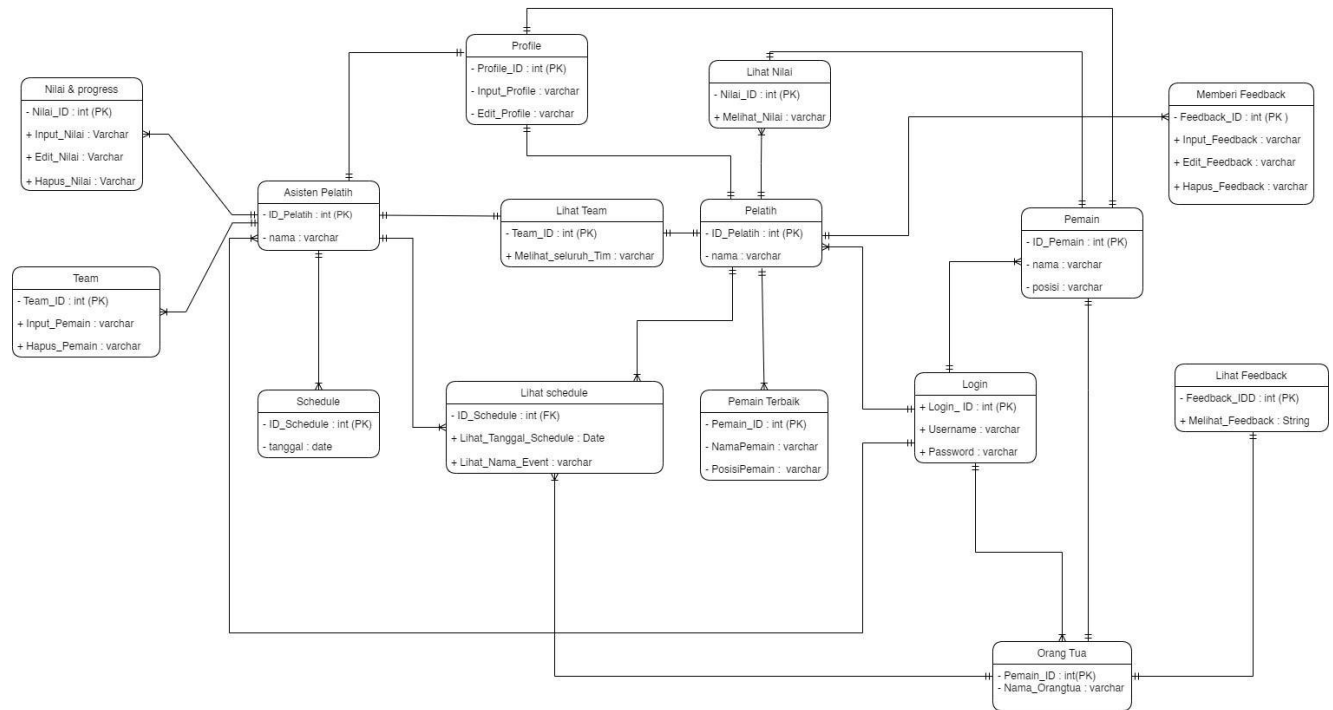 Profile
- Profile_ID : int (PK)
- Input_Profile : varchar
- Edit_Profile : varchar
Lihat Nilai
- Nilai_ID : int (PK)
+ Melihat_Nilai : varchar
Nilai & progress
- Nilai_ID : int (PK)
+ Input_Nilai : Varchar
+ Edit_Nilai : Varchar
+ Hapus_Nilai : Varchar
Memberi Feedback
- Feedback_ID : int (PK )
+ Input_Feedback : varchar
+ Edit_Feedback : varchar
+ Hapus_Feedback : varchar
Asisten Pelatih
- ID_Pelatih : int (PK)
- nama : varchar
Lihat Team
- Team_ID : int (PK)
+ Melihat_seluruh_Tim : varchar
Pelatih
- ID_Pelatih : int (PK)
- nama : varchar
Pemain
- ID_Pemain : int (PK)
- nama : varchar
- posisi : varchar
Team
- Team_ID : int (PK)
+ Input_Pemain : varchar
+ Hapus_Pemain : varchar
Schedule
- ID_Schedule : int (PK)
- tanggal : date
Lihat schedule
- ID_Schedule : int (FK)
+ Lihat_Tanggal_Schedule : Date
+ Lihat_Nama_Event : varchar
Pemain Terbaik
- Pemain_ID : int (PK)
- NamaPemain : varchar
- PosisiPemain : varchar
Login
+ Login_ ID : int (PK)
+ Username : varchar
+ Password : varchar
Lihat Feedback
- Feedback_IDD : int (PK)
+ Melihat_Feedback : String
Orang Tua
- Pemain_ID : int(PK)
- Nama_Orangtua : varchar